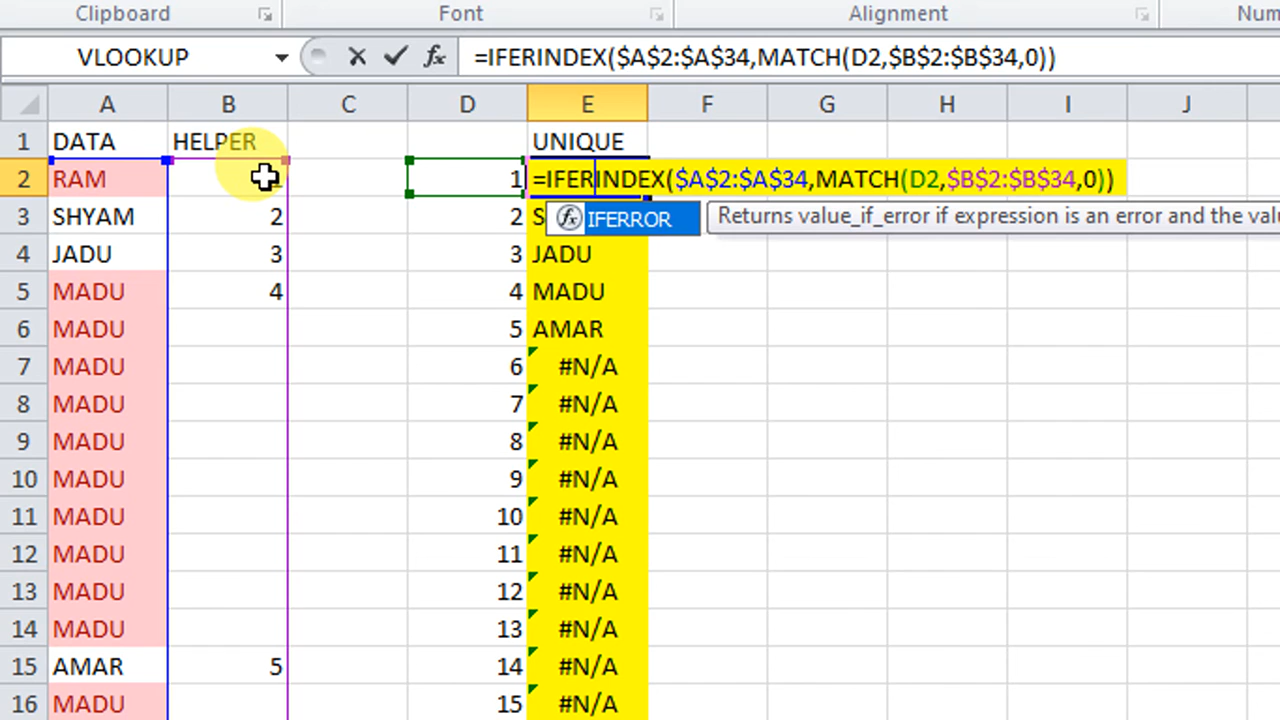 Clipboard Font Alignment Num
VLOOKUP fx =IFERINDEX($A$2:$A$34,MATCH(D2,$B$2:$B$34,0))
A B C D E F G H I J
1 DATA HELPER UNIQUE
2 RAM 1 =IFERINDEX($A$2:$A$34,MATCH(D2,$B$2:$B$34,0))
3 SHYAM 2 2 S fx IFERROR Returns value_if_error if expression is an error and the valu
4 JADU 3 3 JADU
5 MADU 4 4 MADU
6 MADU 5 AMAR
7 MADU 6 #N/A
8 MADU 7 #N/A
9 MADU 8 #N/A
10 MADU 9 #N/A
11 MADU 10 #N/A
12 MADU 11 #N/A
13 MADU 12 #N/A
14 MADU 13 #N/A
15 AMAR 5 14 #N/A
16 MADU 15 #N/A